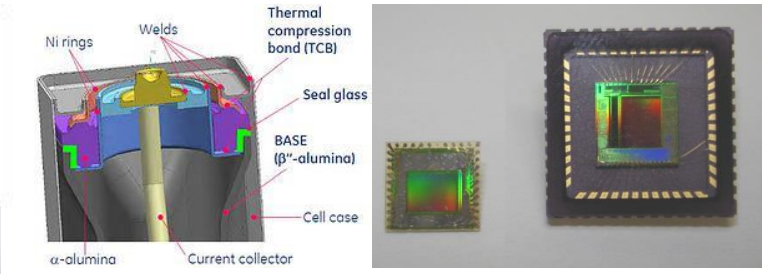 Welds
Thermal
compression
bond (TCB)
Ni rings
Seal glass
BASE
(β”-alumina)
Cell case
α-alumina
Current collector